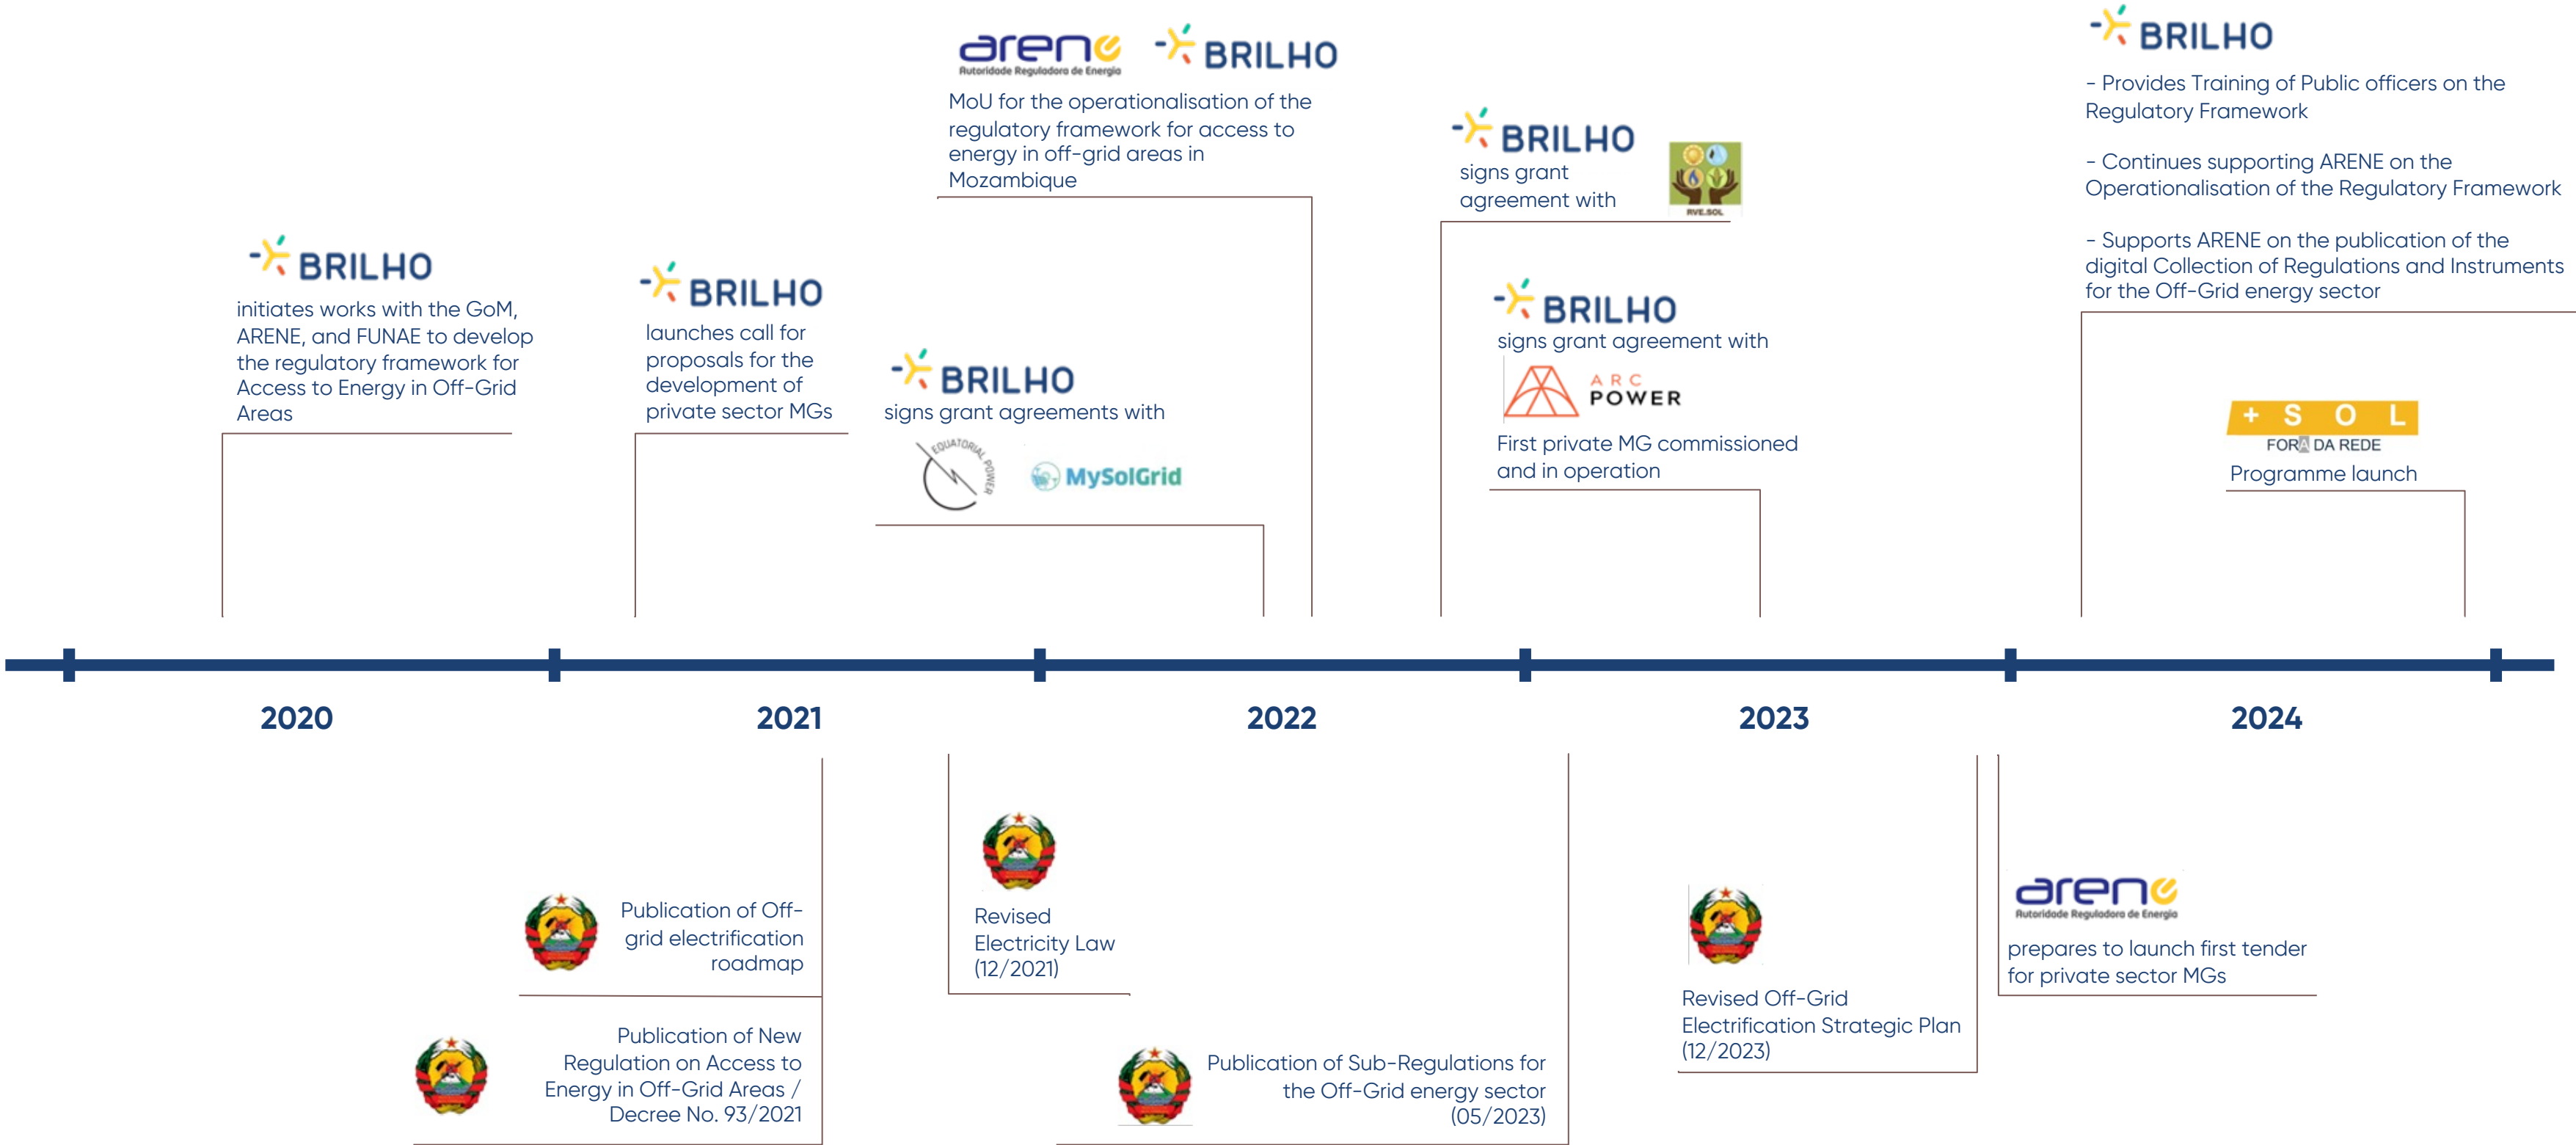 BRILHO
initiates works with the GoM,
ARENE, and FUNAE to develop
the regulatory framework for
Access to Energy in Off-Grid
Areas
BRILHO
launches call for
proposals for the
development of
private sector MGs
arene
Autoridade Reguladora de Energia
BRILHO
MoU for the operationalisation of the
regulatory framework for access to
energy in off-grid areas in
Mozambique
BRILHO
signs grant agreements with
EQUATORIAL POWER
MySolGrid
BRILHO
signs grant
agreement with
RVE.SOL
BRILHO
signs grant agreement with
ARC
POWER
First private MG commissioned
and in operation
BRILHO
- Provides Training of Public officers on the
Regulatory Framework
- Continues supporting ARENE on the
Operationalisation of the Regulatory Framework
- Supports ARENE on the publication of the
digital Collection of Regulations and Instruments
for the Off-Grid energy sector
+ S O L
FORA DA REDE
Programme launch
2020
2021
2022
2023
2024
Publication of Off-
grid electrification
roadmap
Publication of New
Regulation on Access to
Energy in Off-Grid Areas /
Decree No. 93/2021
Revised
Electricity Law
(12/2021)
Publication of Sub-Regulations for
the Off-Grid energy sector
(05/2023)
Revised Off-Grid
Electrification Strategic Plan
(12/2023)
arene
Autoridade Reguladora de Energia
prepares to launch first tender
for private sector MGs